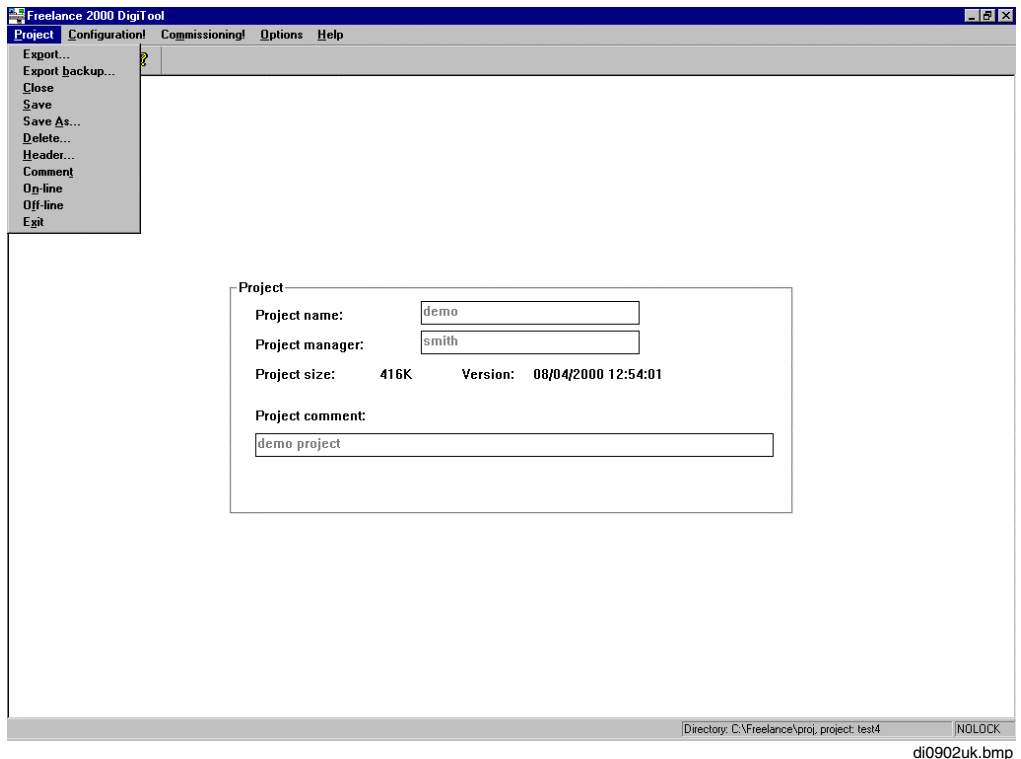 Freelance 2000 DigiTool
Project Configuration! Commissioning! Options Help
Export...
Export backup...
Close
Save
Save As...
Delete...
Header...
Comment
On-line
Off-line
Exit
Project
Project name: demo
Project manager: smith
Project size: 416K Version: 08/04/2000 12:54:01
Project comment:
demo project
Directory: C:\Freelance\proj, project: test4 NOLOCK
di0902uk.bmp